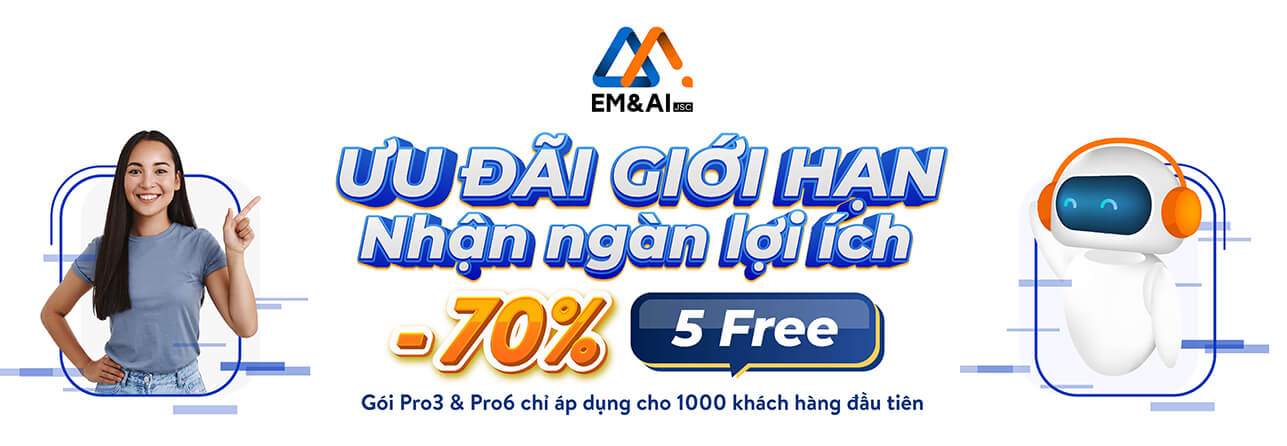 EM&AI JSC
ƯU ĐÃI GIỚI HẠN
Nhận ngàn lợi ích
-70% 5 Free
Gói Pro3 & Pro6 chỉ áp dụng cho 1000 khách hàng đầu tiên